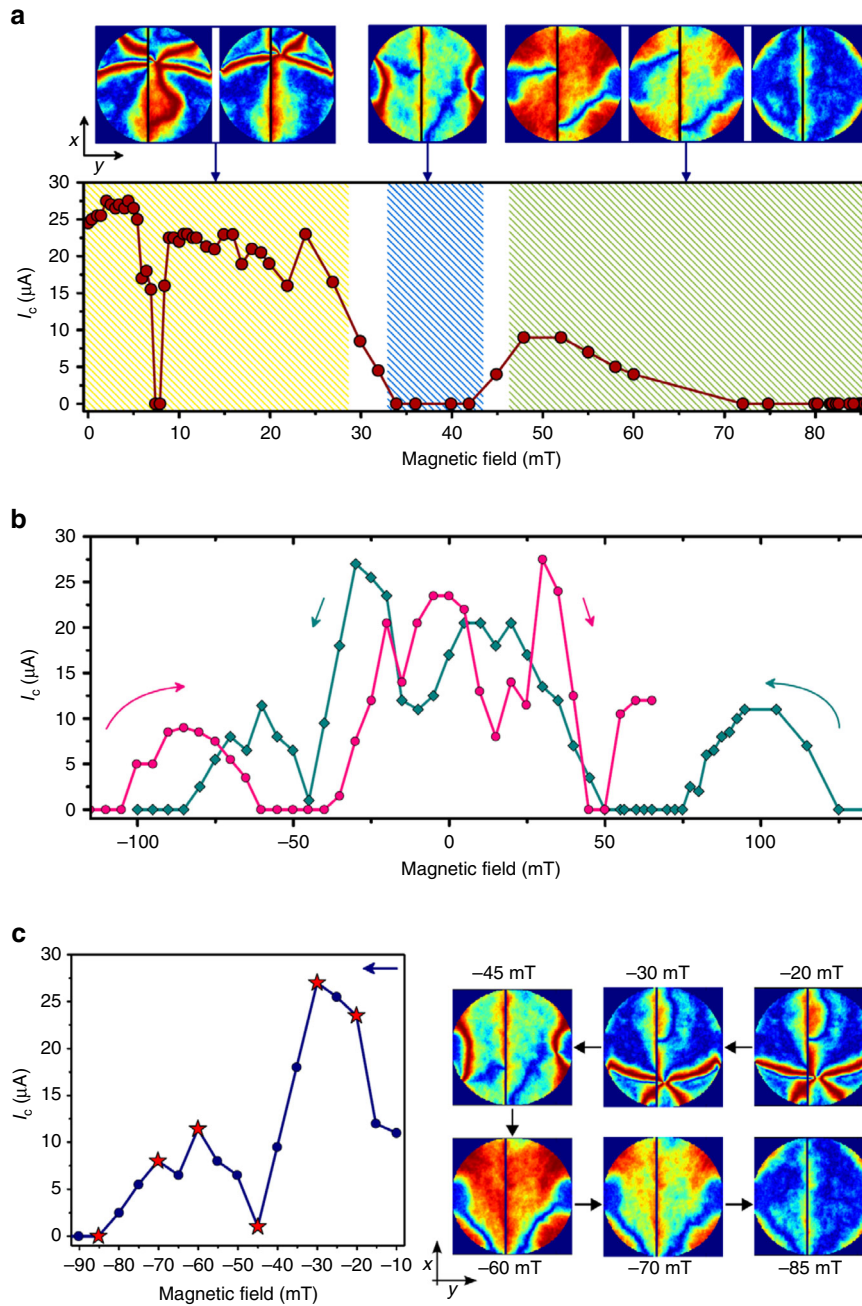 a
x
y
30
25
20
15
10
5
0
I_c (μA)
0 10 20 30 40 50 60 70 80
Magnetic field (mT)
b
30
25
20
15
10
5
0
I_c (μA)
–100 –50 0 50 100
Magnetic field (mT)
c
30
25
20
15
10
5
0
I_c (μA)
–90 –80 –70 –60 –50 –40 –30 –20 –10
Magnetic field (mT)
–45 mT –30 mT –20 mT
–60 mT –70 mT –85 mT
x
y